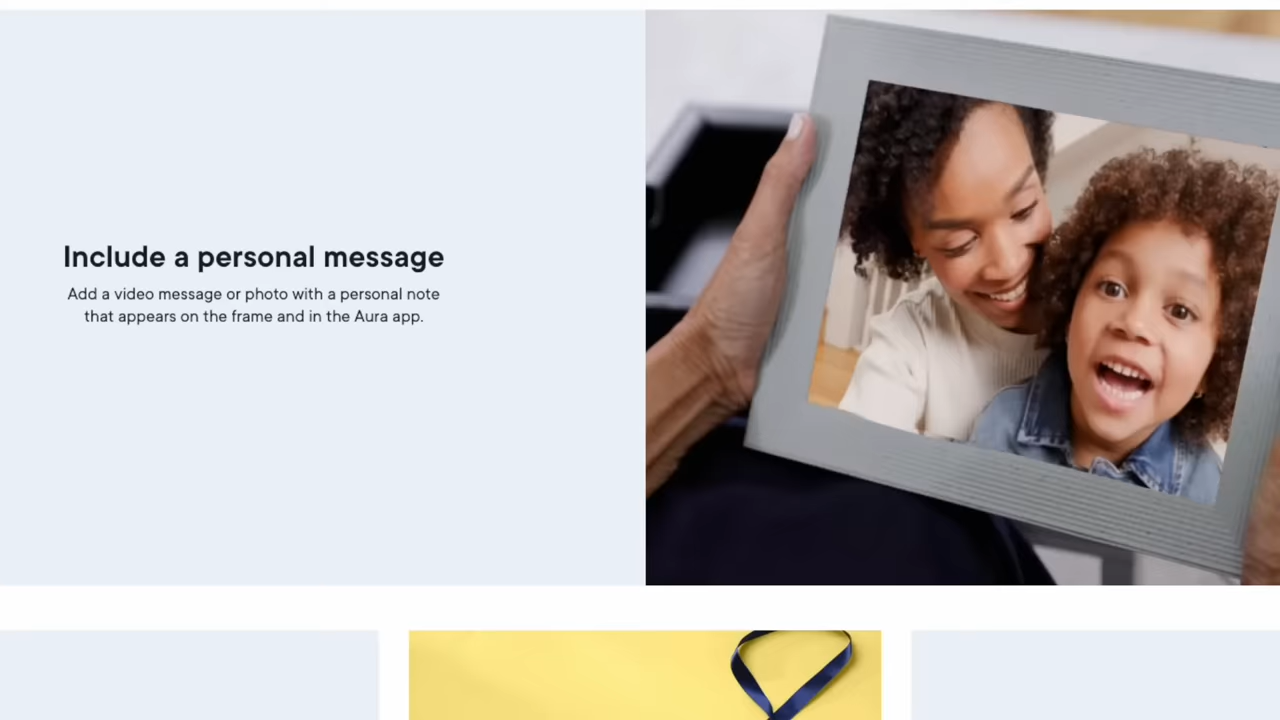 Include a personal message
Add a video message or photo with a personal note
that appears on the frame and in the Aura app.